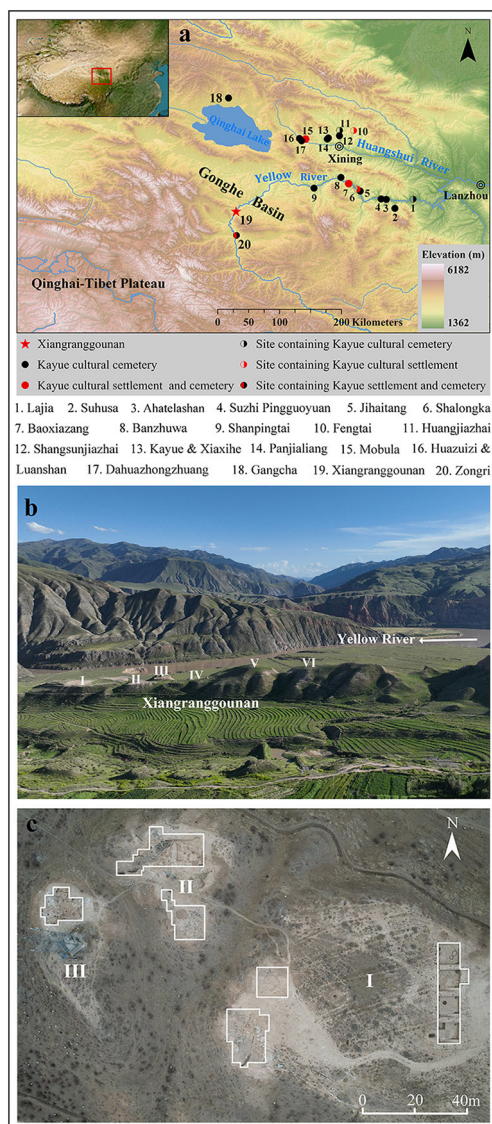 a
N
18
Qinghai Lake
16
15
17
13
14
11
10
12
Xining
Huangshui River
Lanzhou
Yellow River
Gonghe Basin
9
8
7
6
5
4
3
2
1
19
20
Qinghai-Tibet Plateau
Elevation (m)
6182
1362
0 50 100 200 Kilometers
Xiangranggounan
Site containing Kayue cultural cemetery
Kayue cultural cemetery
Site containing Kayue cultural settlement
Kayue cultural settlement and cemetery
Site containing Kayue settlement and cemetery
1. Lajia 2. Suhusa 3. Ahatelashan 4. Suzhi Pingguoyuan 5. Jihaitang 6. Shalongka
7. Baoxiazang 8. Banzhuwa 9. Shanpingtai 10. Fengtai 11. Huangjiazhai
12. Shangsunjiazhai 13. Kayue & Xiaxihe 14. Panjialiang 15. Mobula 16. Huazuizi &
Luanshan 17. Dahuazhongzhuang 18. Gangcha 19. Xiangranggounan 20. Zongri
b
Yellow River
I II III IV V VI
Xiangranggounan
c
N
II
III
I
0 20 40m